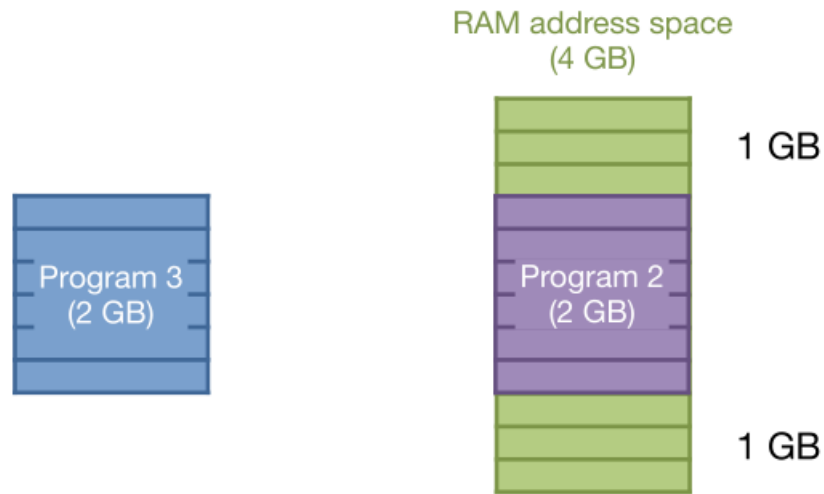 RAM address space
(4 GB)
1 GB
Program 3
(2 GB)
Program 2
(2 GB)
1 GB